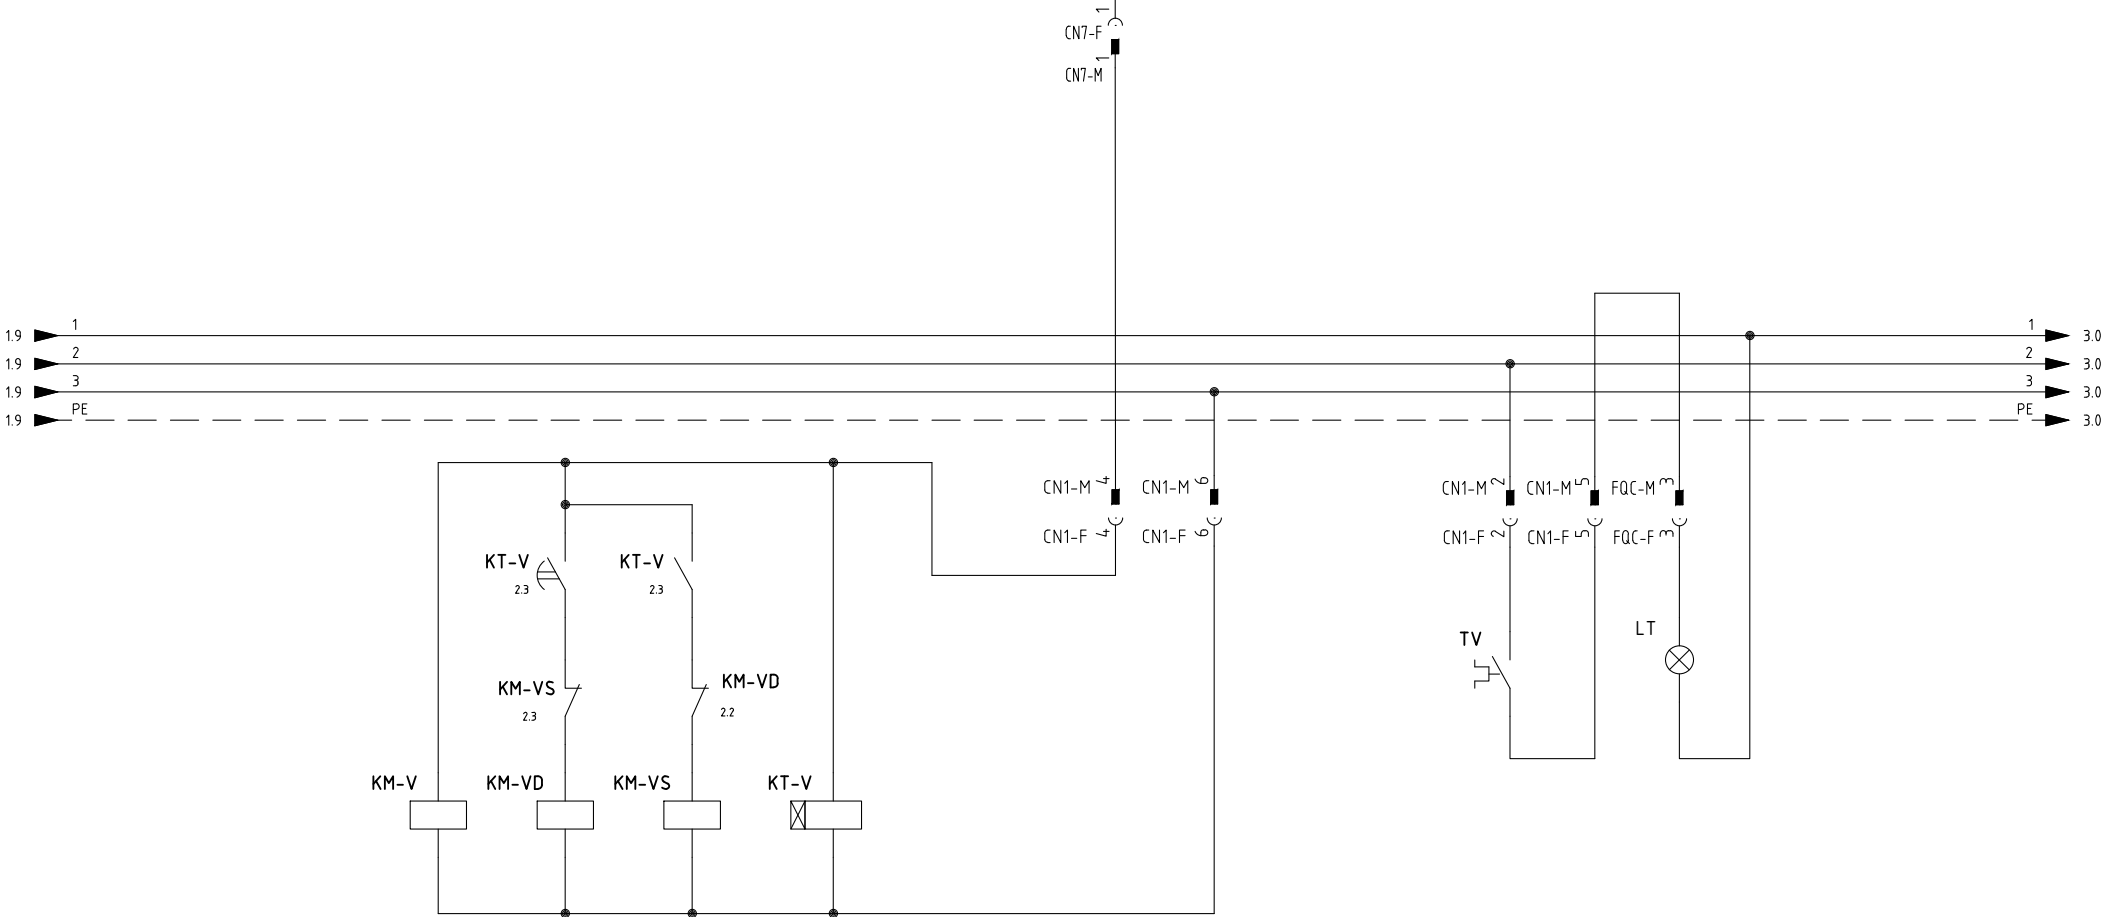 1
CN7-F
1
CN7-M
1.9 1 1 3.0
1.9 2 2 3.0
1.9 3 3 3.0
1.9 PE PE 3.0
CN1-M 4 CN1-M 6 CN1-M 2 CN1-M 5 FQC-M 3
CN1-F 4 CN1-F 6 CN1-F 2 CN1-F 5 FQC-F 3
KT-V KT-V
2.3 2.3
TV LT
KM-VS KM-VD
2.3 2.2
KM-V KM-VD KM-VS KT-V